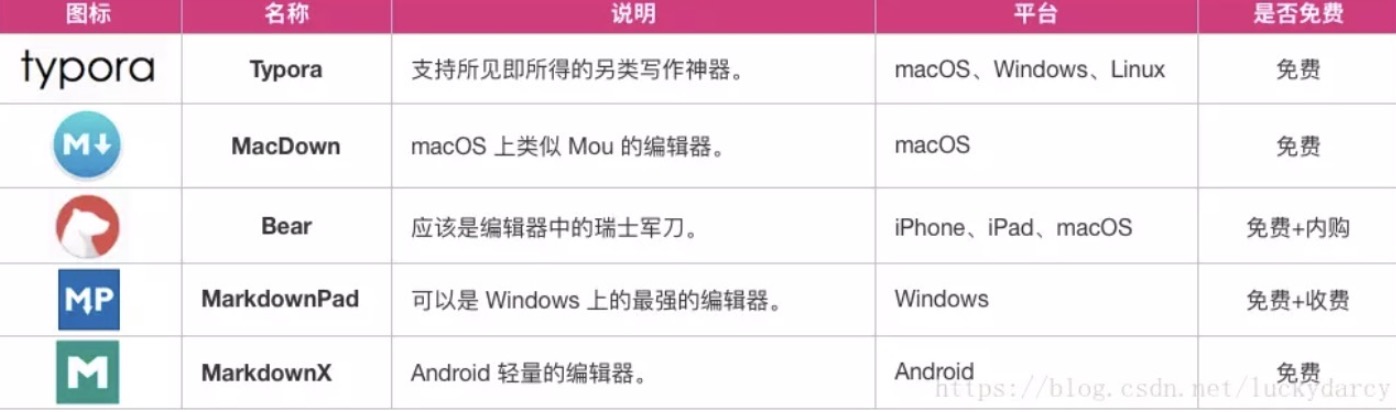 图标 名称 说明 平台 是否免费
typora Typora 支持所见即所得的另类写作神器。 macOS、Windows、Linux 免费
M MacDown macOS 上类似 Mou 的编辑器。 macOS 免费
Bear 应该是编辑器中的瑞士军刀。 iPhone、iPad、macOS 免费+内购
MP MarkdownPad 可以是 Windows 上的最强的编辑器。 Windows 免费+收费
M MarkdownX Android 轻量的编辑器。 Android 免费
https://blog.csdn.net/luckydarcy